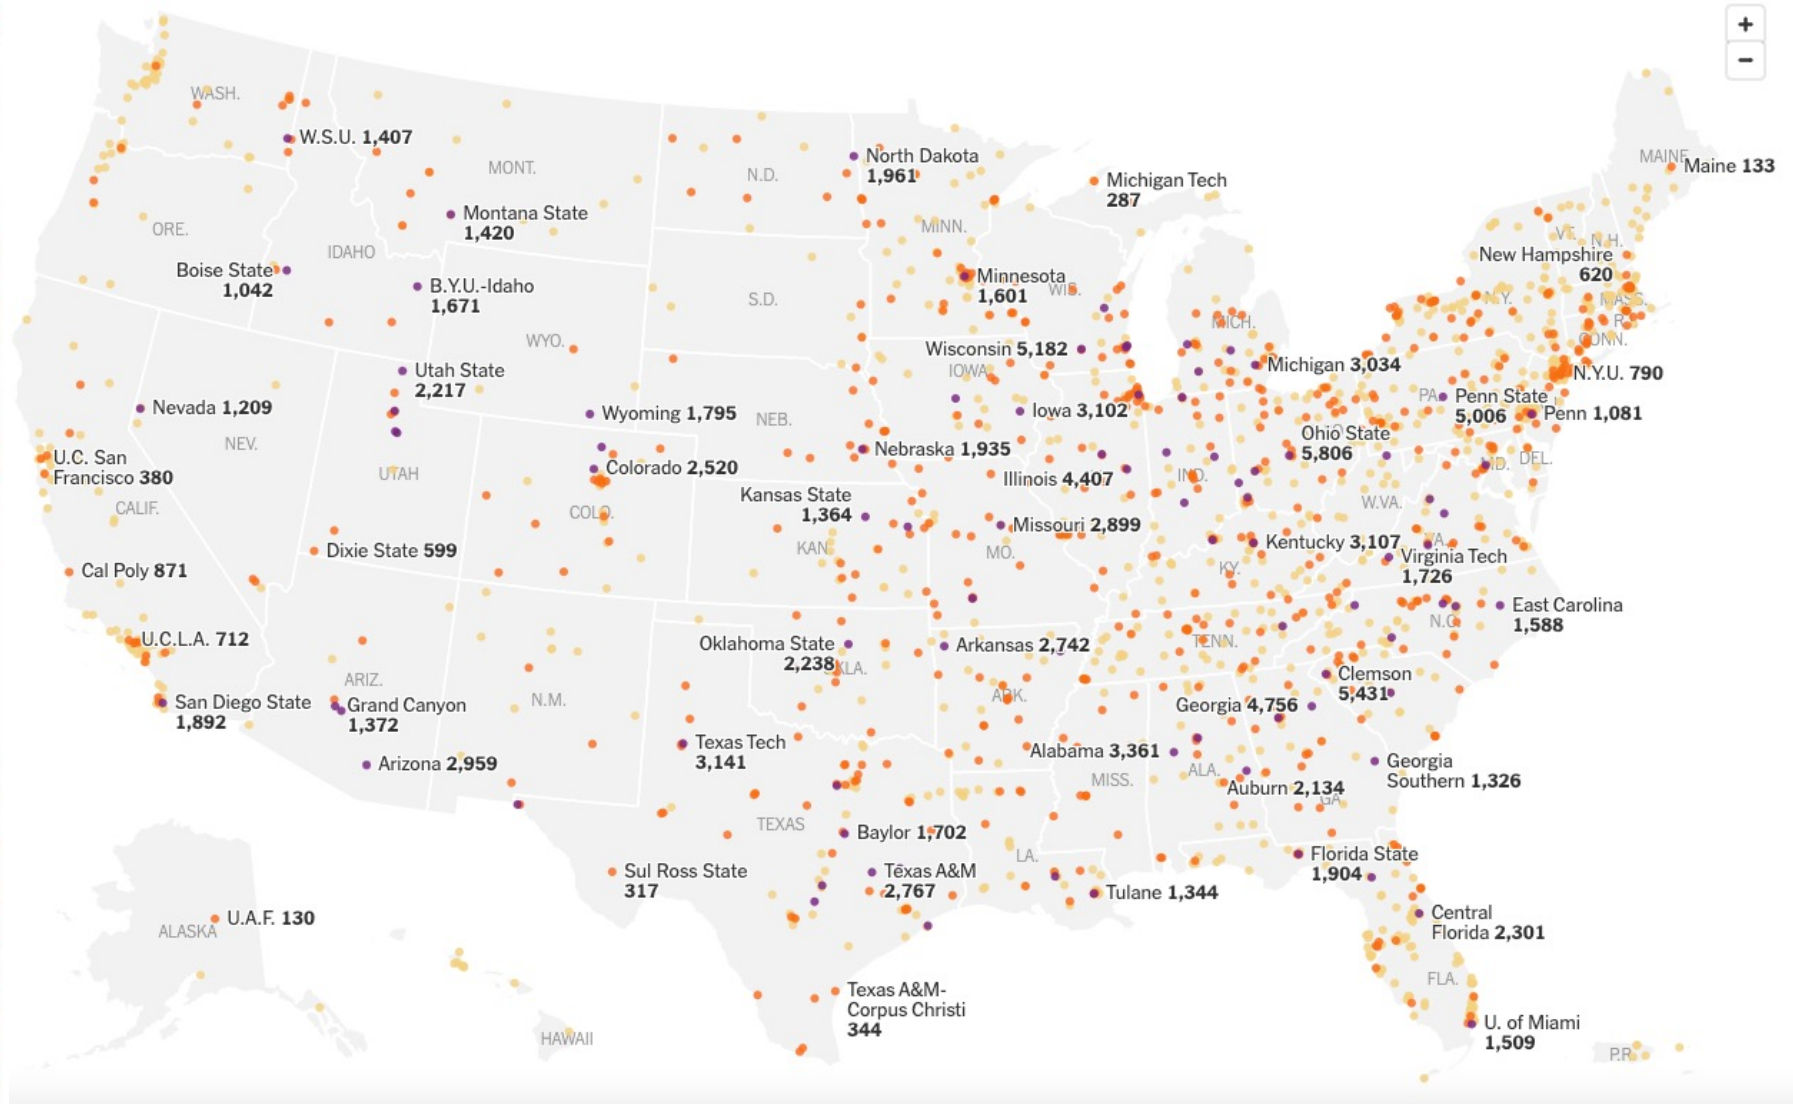 +
−
WASH.
W.S.U. 1,407
MONT.
N.D.
North Dakota
1,961
Michigan Tech
287
MAINE
Maine 133
ORE.
IDAHO
Montana State
1,420
MINN.
VT.
N.H.
New Hampshire
620
Boise State
1,042
B.Y.U.-Idaho
1,671
S.D.
Minnesota
1,601
WIS.
MICH.
N.Y.
MASS.
R.
CONN.
WYO.
Wisconsin 5,182
IOWA
Michigan 3,034
N.Y.U. 790
Utah State
2,217
Nevada 1,209
Wyoming 1,795
NEB.
Iowa 3,102
PA.
Penn State
5,006
Penn 1,081
NEV.
Ohio State
5,806
U.C. San
Francisco 380
UTAH
Colorado 2,520
Nebraska 1,935
Illinois 4,407
IND.
MD.
DEL.
CALIF.
COLO.
Kansas State
1,364
Missouri 2,899
W.VA.
Dixie State 599
KAN.
MO.
Kentucky 3,107
VA.
Virginia Tech
1,726
Cal Poly 871
KY.
East Carolina
1,588
U.C.L.A. 712
Oklahoma State
2,238
OKLA.
Arkansas 2,742
TENN.
N.C.
ARIZ.
Clemson
5,431
San Diego State
1,892
Grand Canyon
1,372
N.M.
ARK.
Georgia 4,756
Arizona 2,959
Texas Tech
3,141
Alabama 3,361
MISS.
ALA.
Auburn 2,134
GA.
Georgia
Southern 1,326
TEXAS
Baylor 1,702
LA.
Sul Ross State
317
Texas A&M
2,767
Tulane 1,344
Florida State
1,904
ALASKA
U.A.F. 130
Central
Florida 2,301
FLA.
Texas A&M-
Corpus Christi
344
HAWAII
U. of Miami
1,509
P.R.